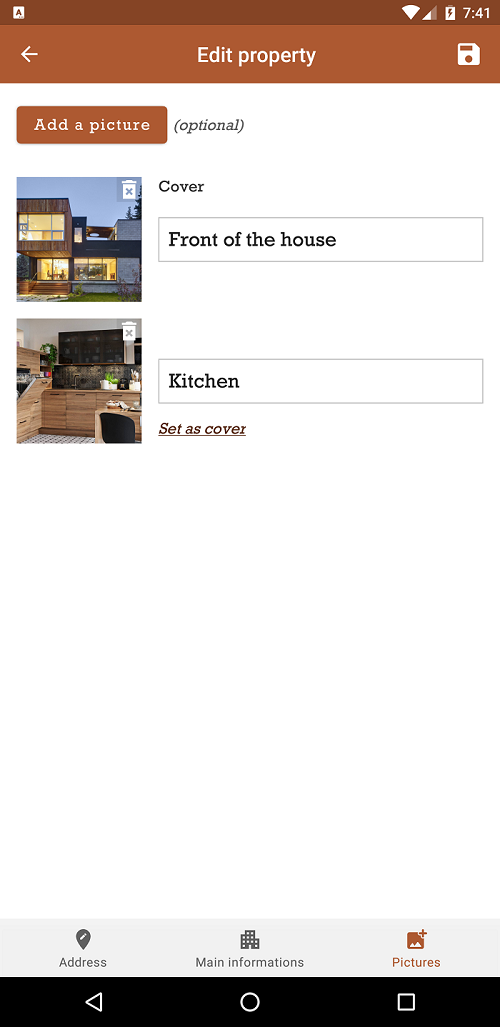 A
7:41
Edit property
Add a picture (optional)
Cover
Front of the house
Kitchen
Set as cover
Address
Main informations
Pictures